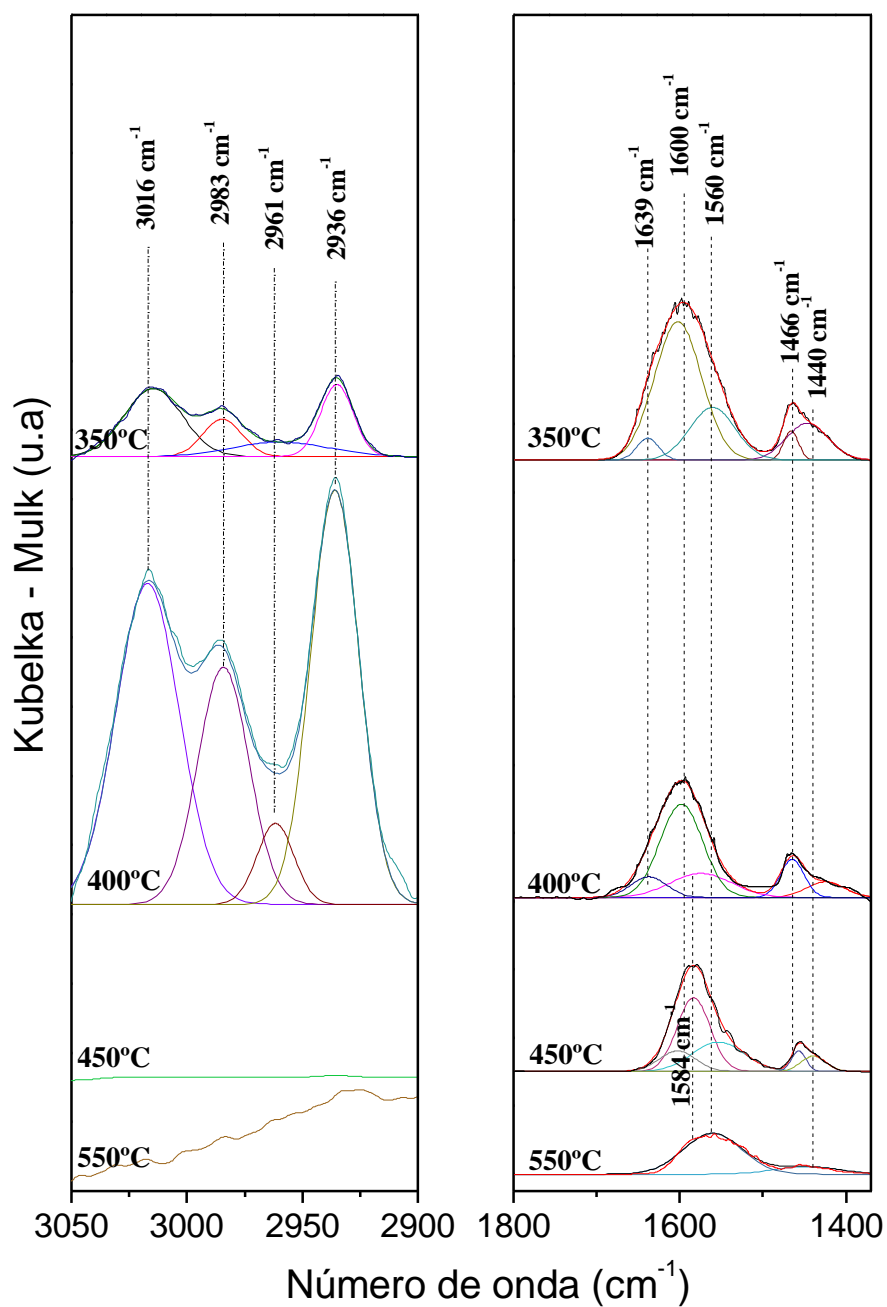 Kubelka - Mulk (u.a)
3016 cm⁻¹
2983 cm⁻¹
2961 cm⁻¹
2936 cm⁻¹
350ºC
400ºC
450ºC
550ºC
3050 3000 2950 2900
1639 cm⁻¹
1600 cm⁻¹
1560 cm⁻¹
1466 cm⁻¹
1440 cm⁻¹
350ºC
400ºC
450ºC
1584 cm⁻¹
550ºC
1800 1600 1400
Número de onda (cm⁻¹)